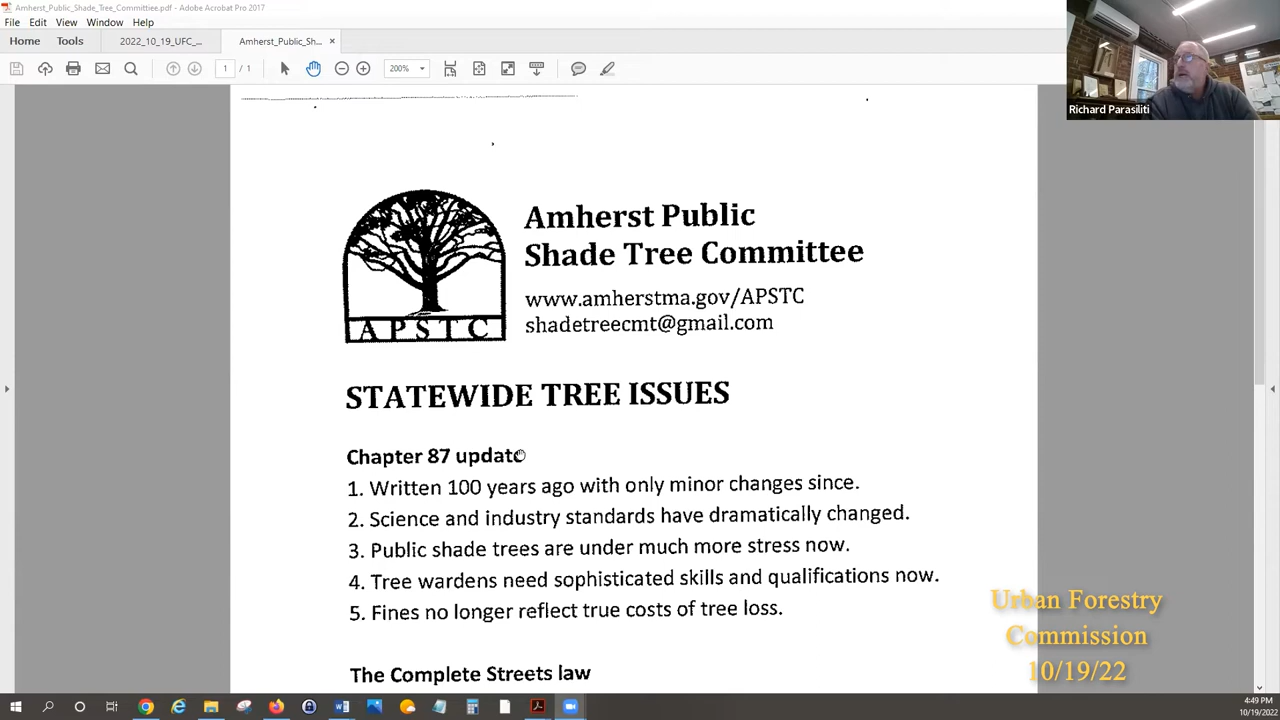 Amherst_Public_Shade_Tree_Committiee.pdf - Adobe Acrobat Pro 2017
File Edit View Window Help
Home Tools 2022_10_19_UFC_... Amherst_Public_Sh... ×
1 / 1 200%
Richard Parasiliti
Amherst Public
Shade Tree Committee
www.amherstma.gov/APSTC
shadetreecmt@gmail.com
APSTC
STATEWIDE TREE ISSUES
Chapter 87 update
1. Written 100 years ago with only minor changes since.
2. Science and industry standards have dramatically changed.
3. Public shade trees are under much more stress now.
4. Tree wardens need sophisticated skills and qualifications now.
5. Fines no longer reflect true costs of tree loss.
The Complete Streets law
Urban Forestry
Commission
10/19/22
4:49 PM
10/19/2022